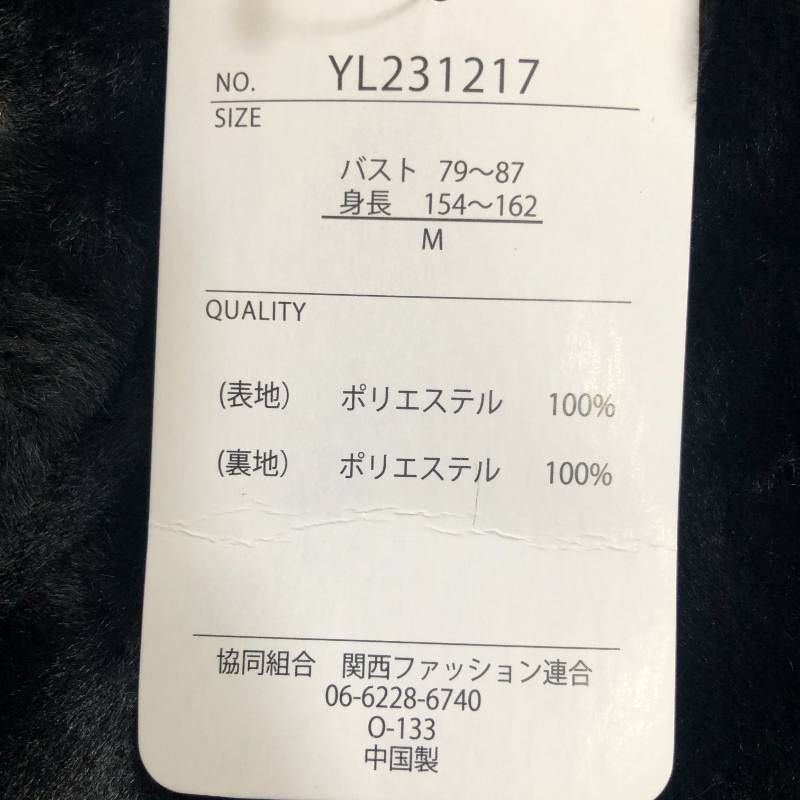 NO. YL231217
SIZE
バスト 79～87
身長 154～162
M
QUALITY
(表地) ポリエステル 100%
(裏地) ポリエステル 100%
協同組合 関西ファッション連合
06-6228-6740
O-133
中国製